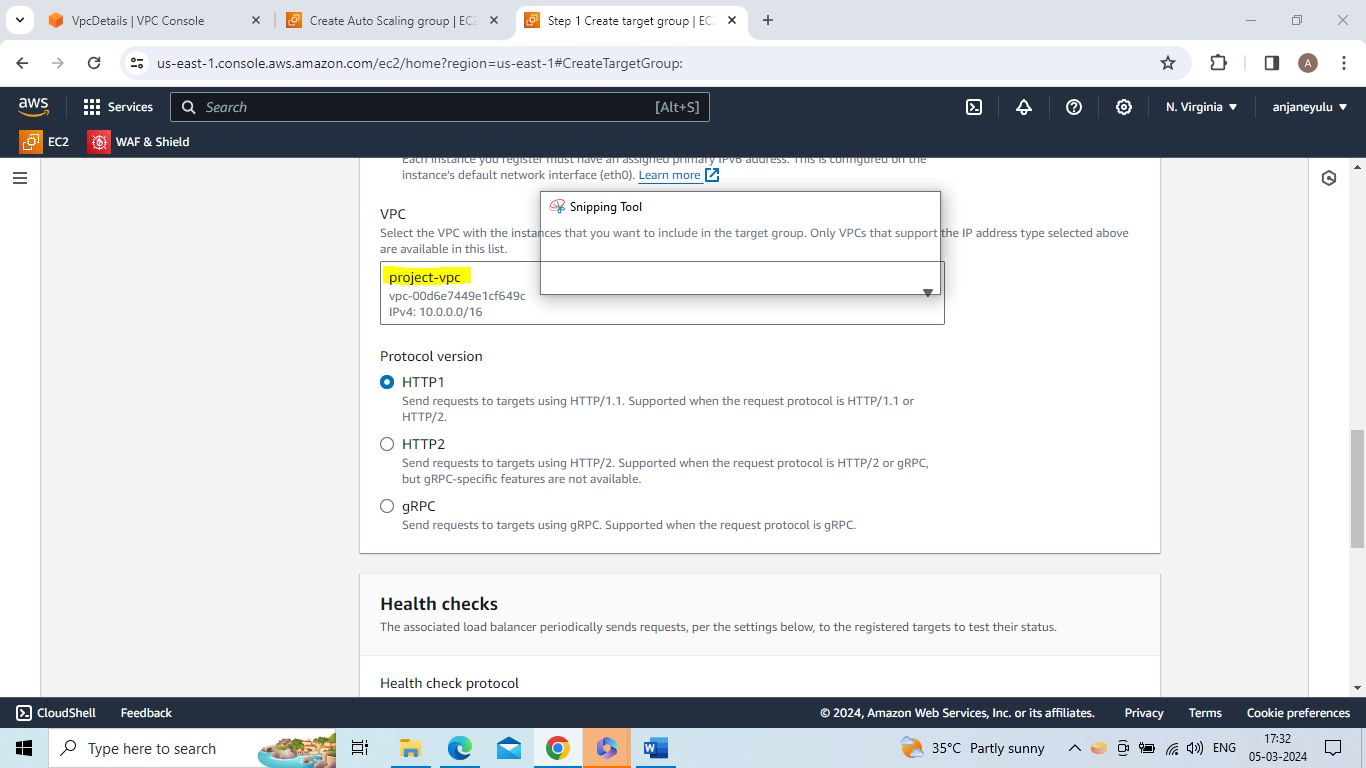 VpcDetails | VPC Console
Create Auto Scaling group | EC2
Step 1 Create target group | EC
us-east-1.console.aws.amazon.com/ec2/home?region=us-east-1#CreateTargetGroup:
A
aws
Services
Search
[Alt+S]
N. Virginia
anjaneyulu
EC2
WAF & Shield
Each instance you register must have an assigned primary IPv6 address. This is configured on the
instance's default network interface (eth0). Learn more
Snipping Tool
VPC
Select the VPC with the instances that you want to include in the target group. Only VPCs that support the IP address type selected above
are available in this list.
project-vpc
vpc-00d6e7449e1cf649c
IPv4: 10.0.0.0/16
Protocol version
HTTP1
Send requests to targets using HTTP/1.1. Supported when the request protocol is HTTP/1.1 or
HTTP/2.
HTTP2
Send requests to targets using HTTP/2. Supported when the request protocol is HTTP/2 or gRPC,
but gRPC-specific features are not available.
gRPC
Send requests to targets using gRPC. Supported when the request protocol is gRPC.
Health checks
The associated load balancer periodically sends requests, per the settings below, to the registered targets to test their status.
Health check protocol
CloudShell
Feedback
© 2024, Amazon Web Services, Inc. or its affiliates.
Privacy
Terms
Cookie preferences
Type here to search
35°C Partly sunny
ENG
17:32
05-03-2024